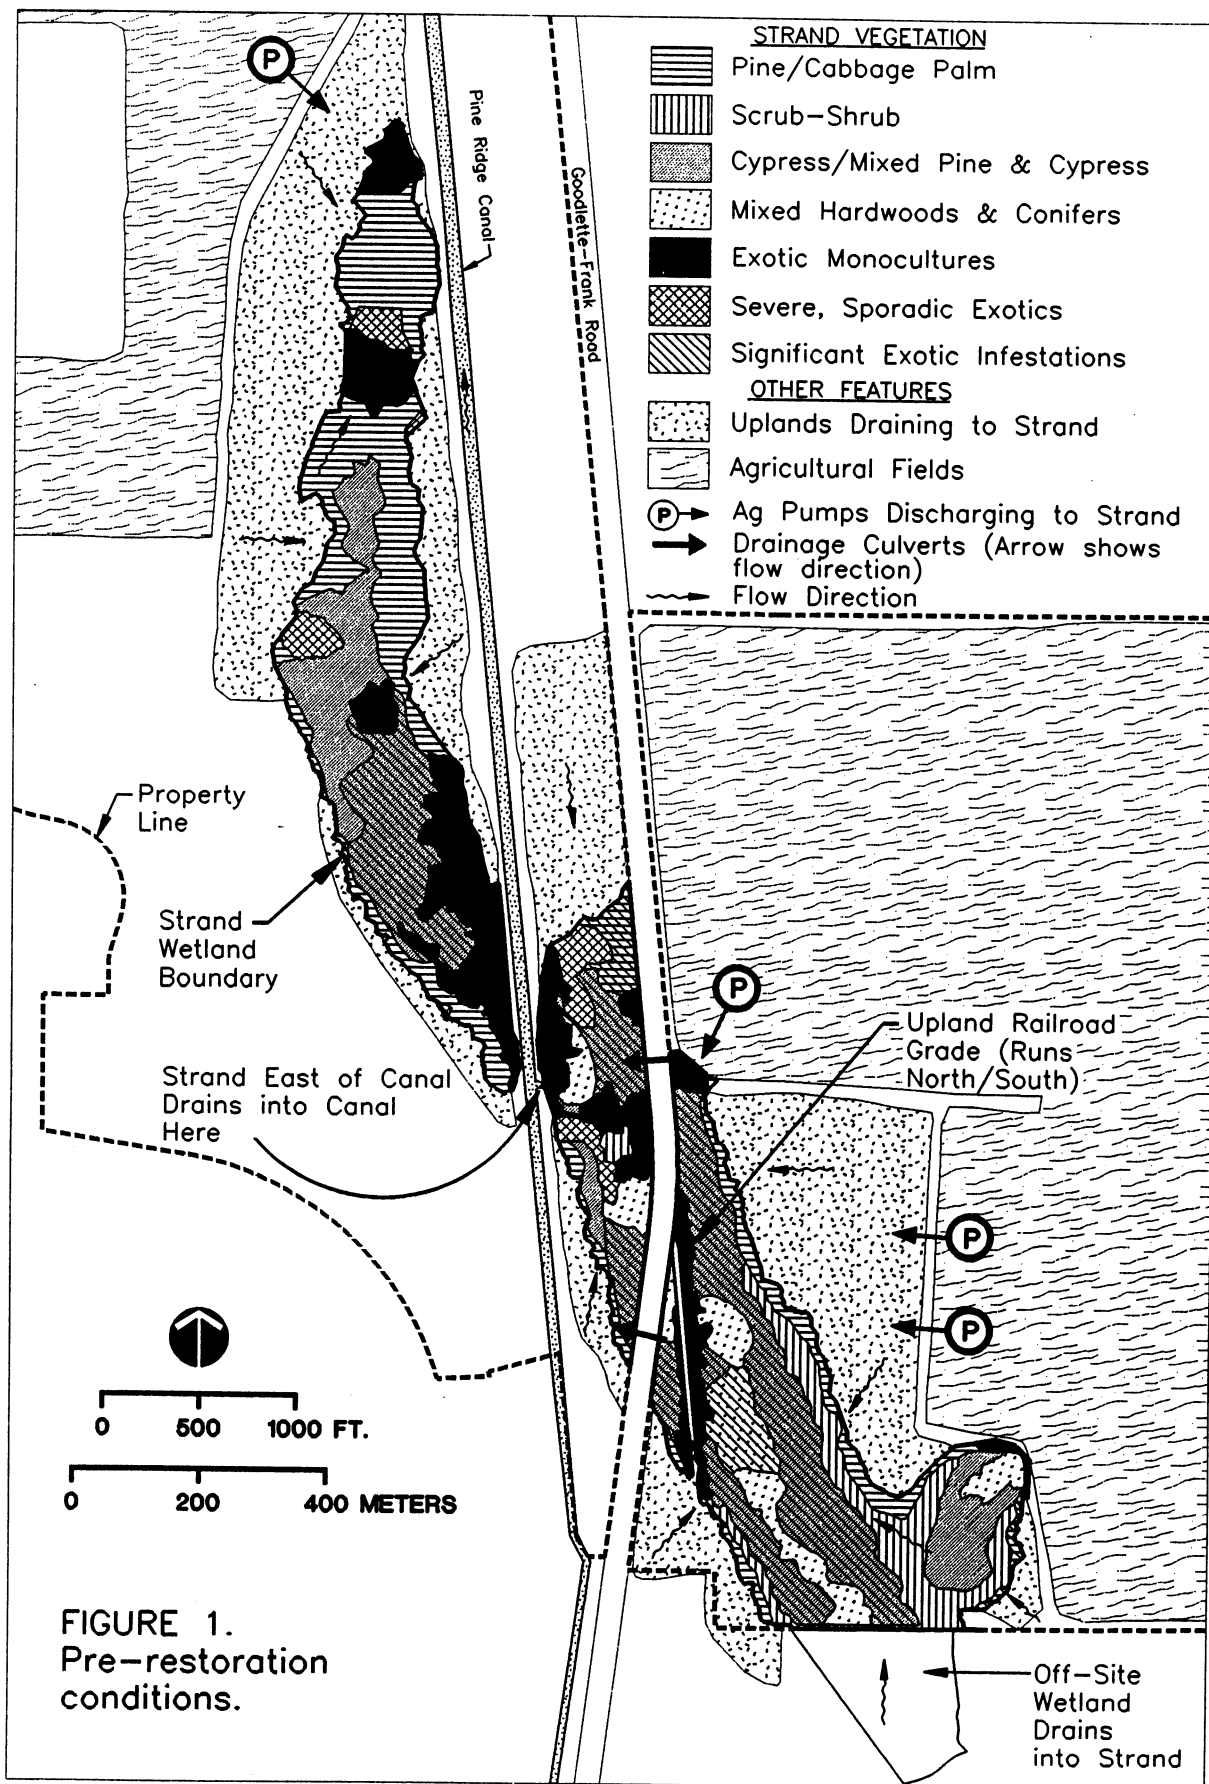 STRAND VEGETATION
Pine/Cabbage Palm
Scrub-Shrub
Cypress/Mixed Pine & Cypress
Mixed Hardwoods & Conifers
Exotic Monocultures
Severe, Sporadic Exotics
Significant Exotic Infestations
OTHER FEATURES
Uplands Draining to Strand
Agricultural Fields
P Ag Pumps Discharging to Strand
Drainage Culverts (Arrow shows
flow direction)
Flow Direction
P
Pine Ridge Canal
Goodlette-Frank Road
Property
Line
Strand
Wetland
Boundary
P
Upland Railroad
Grade (Runs
North/South)
Strand East of Canal
Drains into Canal
Here
P
P
0 500 1000 FT.
0 200 400 METERS
FIGURE 1.
Pre-restoration
conditions.
Off-Site
Wetland
Drains
into Strand